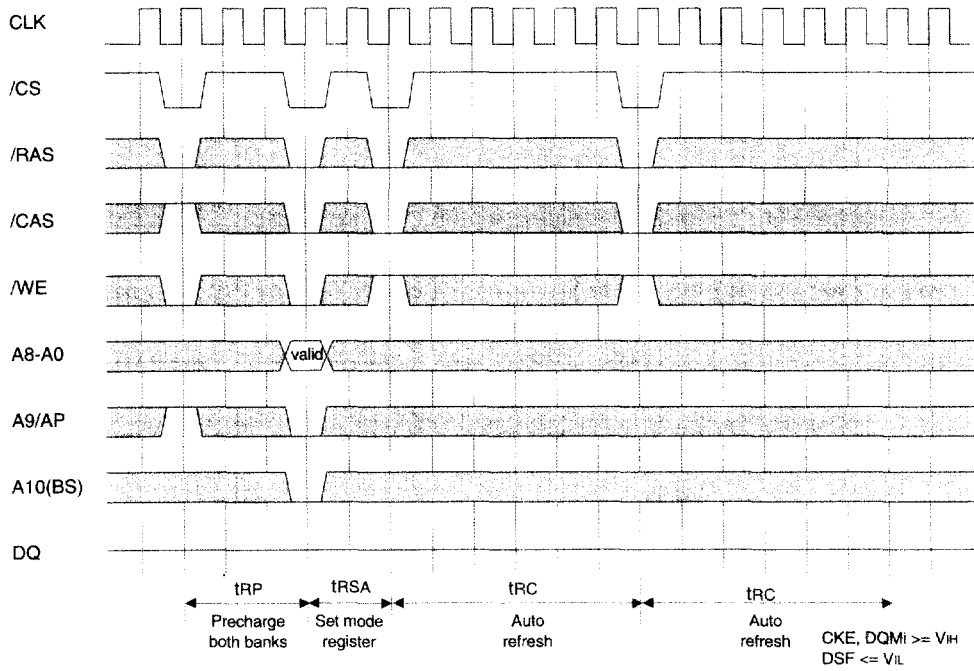 CLK
/CS
/RAS
/CAS
/WE
A8-A0
valid
A9/AP
A10(BS)
DQ
tRP
tRSA
tRC
tRC
Precharge
both banks
Set mode
register
Auto
refresh
Auto
refresh
CKE, DQMi >= VIH
DSF <= VIL